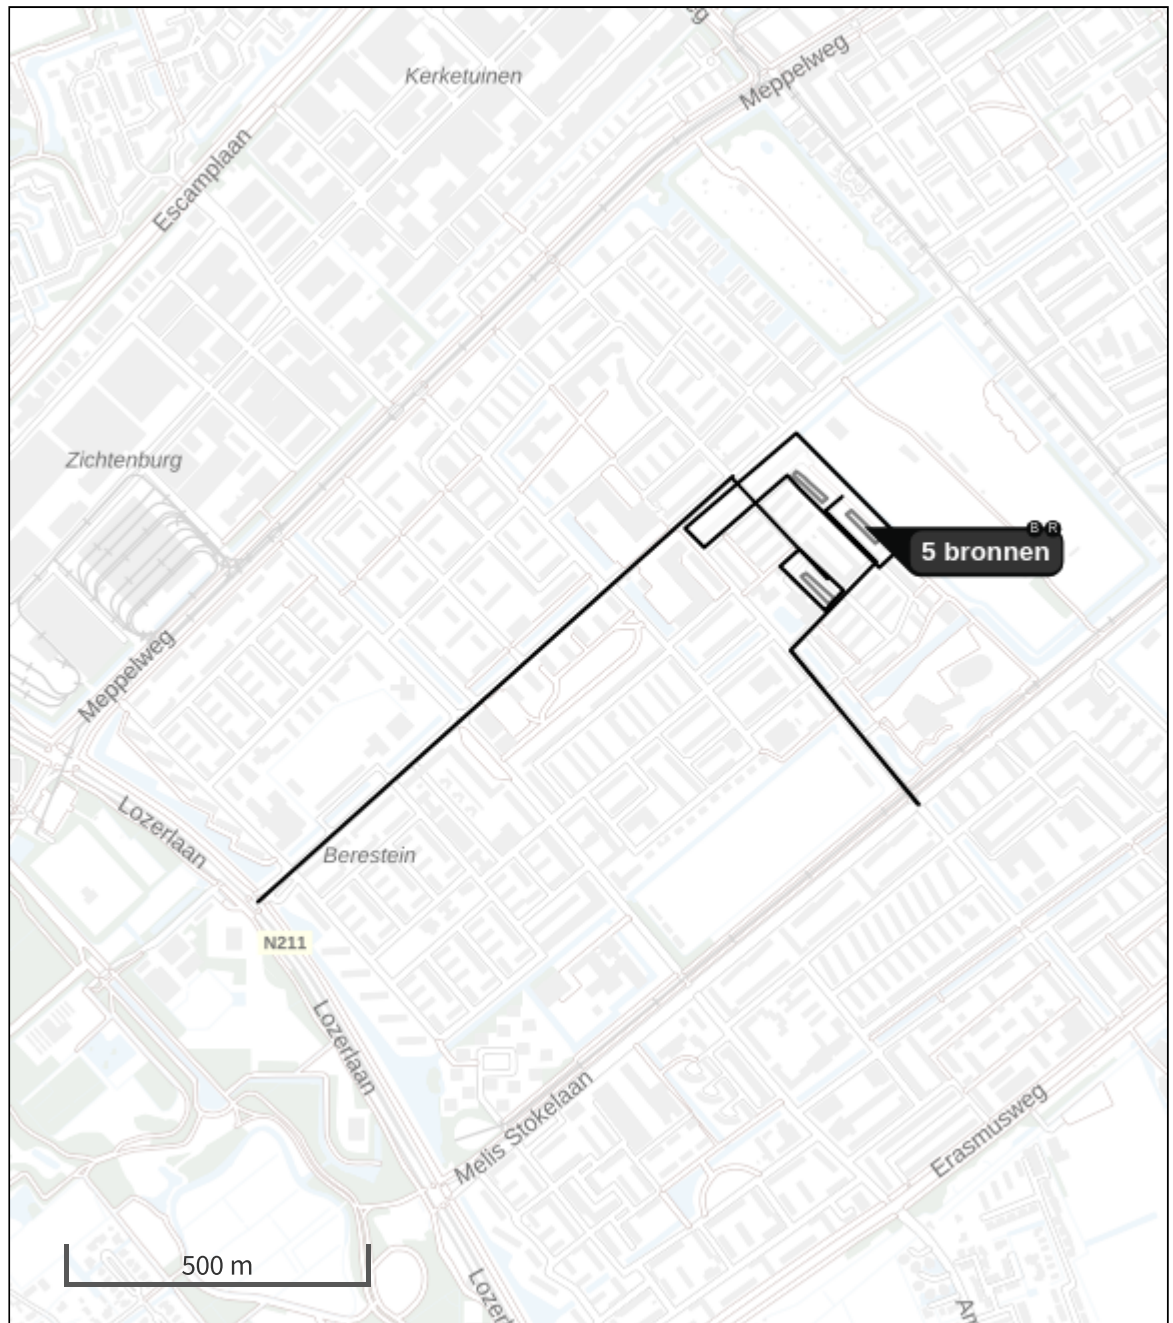 Kerketuinen
Meppelweg
Escamplaan
Zichtenburg
B R
5 bronnen
Meppelweg
Lozerlaan
Berestein
N211
Lozerlaan
Melis Stokelaan
Erasmusweg
500 m